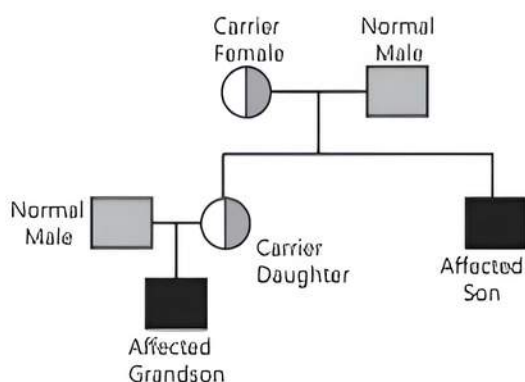 Carrier
Female
Normal
Male
Normal
Male
Carrier
Daughter
Affected
Son
Affected
Grandson